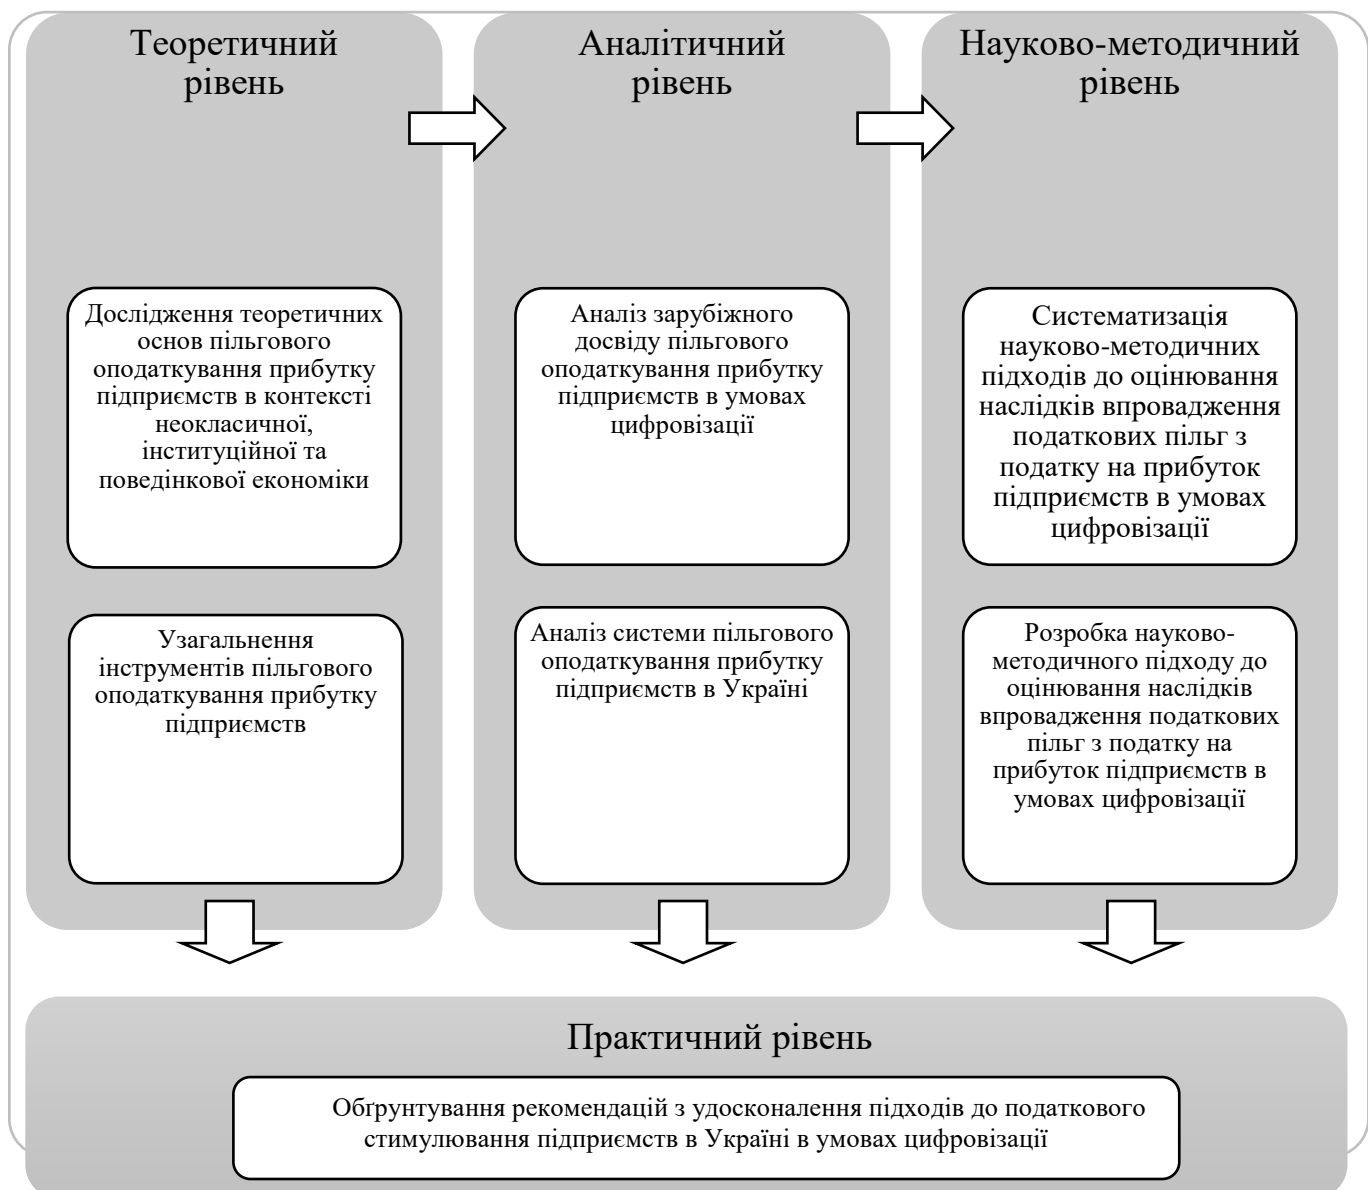 Теоретичний
рівень
Дослідження теоретичних
основ пільгового
оподаткування прибутку
підприємств в контексті
неокласичної,
інституційної та
поведінкової економіки
Узагальнення
інструментів пільгового
оподаткування прибутку
підприємств
Аналітичний
рівень
Аналіз зарубіжного
досвіду пільгового
оподаткування прибутку
підприємств в умовах
цифровізації
Аналіз системи пільгового
оподаткування прибутку
підприємств в Україні
Науково-методичний
рівень
Систематизація
науково-методичних
підходів до оцінювання
наслідків впровадження
податкових пільг з
податку на прибуток
підприємств в умовах
цифровізації
Розробка науково-
методичного підходу до
оцінювання наслідків
впровадження податкових
пільг з податку на
прибуток підприємств в
умовах цифровізації
Практичний рівень
Обґрунтування рекомендацій з удосконалення підходів до податкового
стимулювання підприємств в Україні в умовах цифровізації